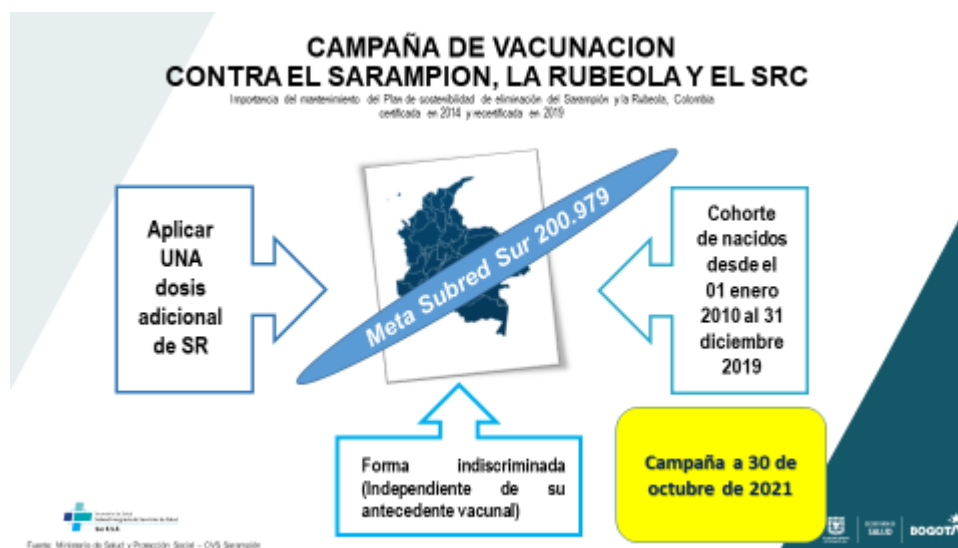 CAMPAÑA DE VACUNACION
CONTRA EL SARAMPION, LA RUBEOLA Y EL SRC
Importancia del mantenimiento del Plan de sostenibilidad de eliminación del Sarampión y la Rubeola, Colombia
certificada en 2014 y recertificada en 2019
Aplicar
UNA
dosis
adicional
de SR
Meta Subred Sur 200.979
Cohorte
de nacidos
desde el
01 enero
2010 al 31
diciembre
2019
Forma indiscriminada
(Independiente de su
antecedente vacunal)
Campaña a 30 de
octubre de 2021
Fuente: Ministerio de Salud y Protección Social – OVS Sarampión
SALUD
BOGOTÁ